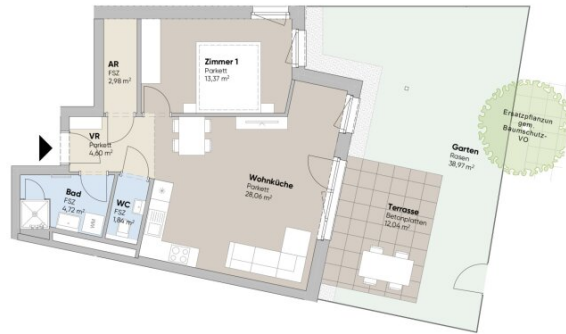 AR
FSZ
2,98 m²
Zimmer 1
Parkett
13,37 m²
VR
Parkett
4,60 m²
Bad
FSZ
4,72 m²
WM
WC
FSZ
1,84 m²
Wohnküche
Parkett
28,06 m²
Terrasse
Betonplatten
12,04 m²
Garten
Rasen
38,97 m²
Ersatzpflanzung
gem.
Baumschutz-
VO